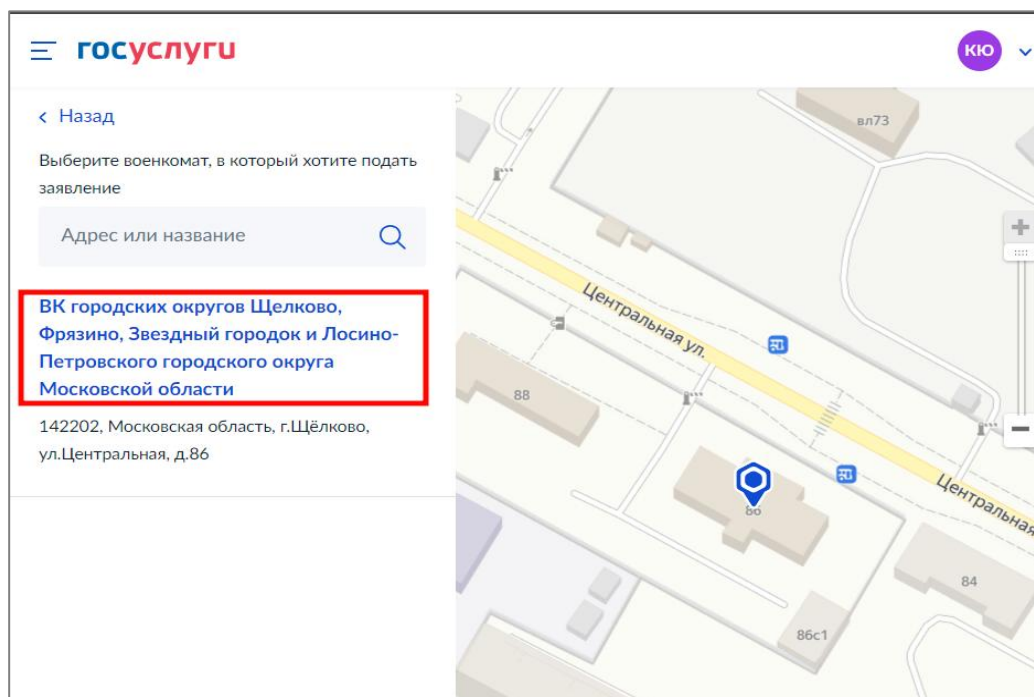 госуслуги
КЮ
Назад
Выберите военкомат, в который хотите подать
заявление
Адрес или название
ВК городских округов Щелково,
Фрязино, Звездный городок и Лосино-
Петровского городского округа
Московской области
142202, Московская область, г.Щёлково,
ул.Центральная, д.86
вл73
Центральная ул.
88
86
Центральная
84
86с1